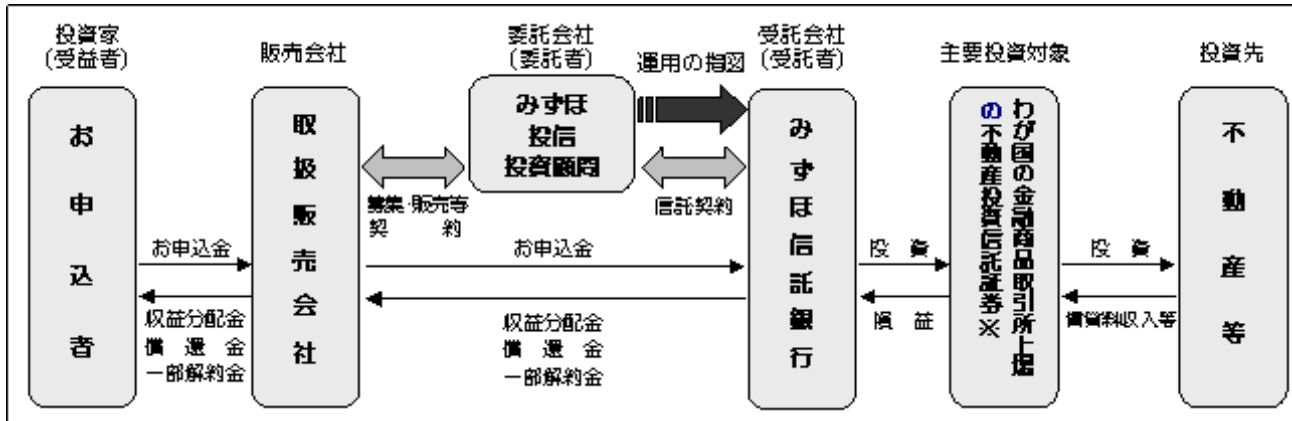 投資家
(受益者)
お申込者
販売会社
取扱販売会社
委託会社
(委託者)
みずほ
投信
投資顧問
運用の指図
受託会社
(受託者)
みずほ信託銀行
主要投資対象
わが国の金融商品取引所上場
の不動産投資信託証券※
投資先
不動産等
募集・販売等
契約
信託契約
お申込金
収益分配金
償還金
一部解約金
お申込金
収益分配金
償還金
一部解約金
投資
損益
投資
賃貸料収入等